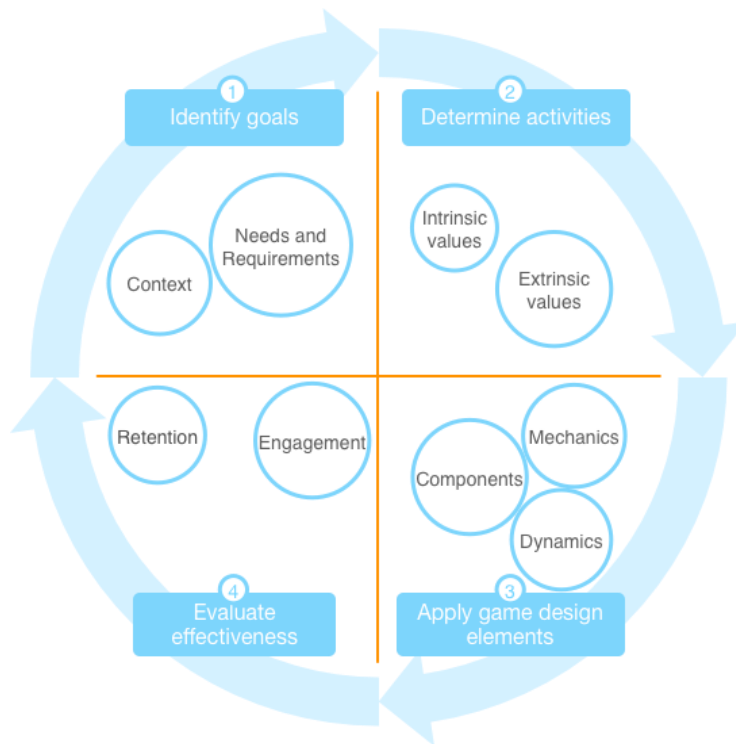 1
Identify goals
Needs and
Requirements
Context
2
Determine activities
Intrinsic
values
Extrinsic
values
3
Apply game design
elements
Mechanics
Components
Dynamics
4
Evaluate
effectiveness
Retention
Engagement